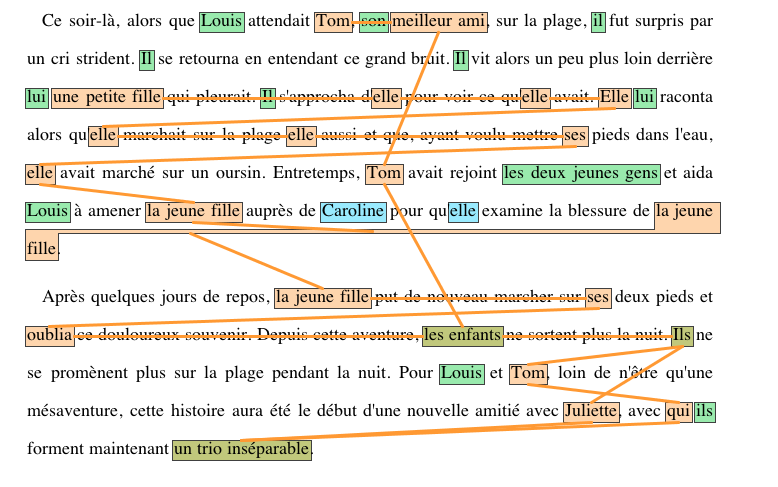 Ce soir-là, alors que Louis attendait Tom, son meilleur ami, sur la plage, il fut surpris par
un cri strident. Il se retourna en entendant ce grand bruit. Il vit alors un peu plus loin derrière
lui une petite fille qui pleurait. Il s'approcha d'elle pour voir ce qu'elle avait. Elle lui raconta
alors qu'elle marchait sur la plage elle aussi et que, ayant voulu mettre ses pieds dans l'eau,
elle avait marché sur un oursin. Entretemps, Tom avait rejoint les deux jeunes gens et aida
Louis à amener la jeune fille auprès de Caroline pour qu'elle examine la blessure de la jeune
fille.
Après quelques jours de repos, la jeune fille put de nouveau marcher sur ses deux pieds et
oublia ce douloureux souvenir. Depuis cette aventure, les enfants ne sortent plus la nuit. Ils ne
se promènent plus sur la plage pendant la nuit. Pour Louis et Tom, loin de n'être qu'une
mésaventure, cette histoire aura été le début d'une nouvelle amitié avec Juliette, avec qui ils
forment maintenant un trio inséparable.